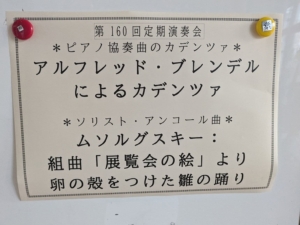 第160回定期演奏会
*ピアノ協奏曲のカデンツァ*
アルフレッド・ブレンデル
によるカデンツァ
*ソリスト・アンコール曲*
ムソルグスキー：
組曲「展覧会の絵」より
卵の殻をつけた雛の踊り